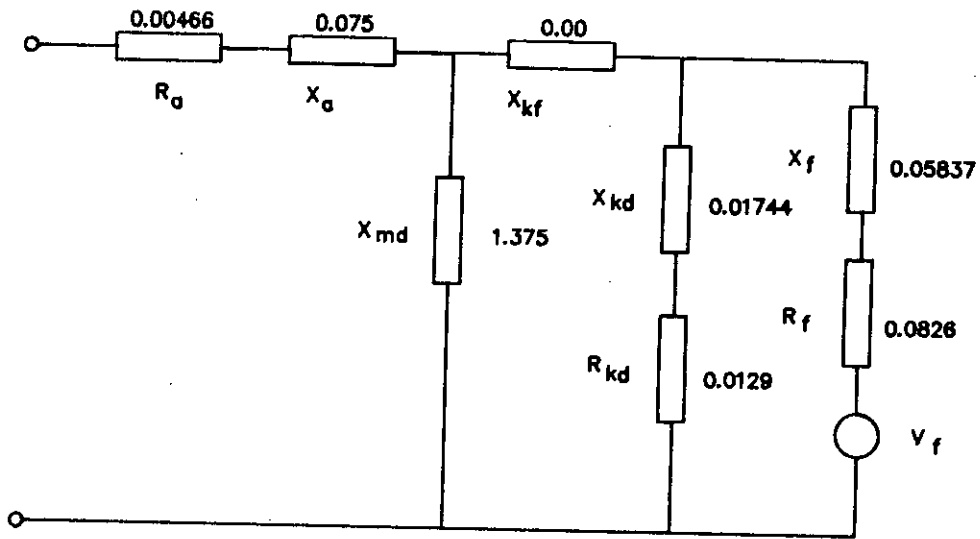 0.00466
R_a
0.075
X_a
0.00
X_kf
X_md
1.375
X_kd
0.01744
R_kd
0.0129
X_f
0.05837
R_f
0.0826
V_f